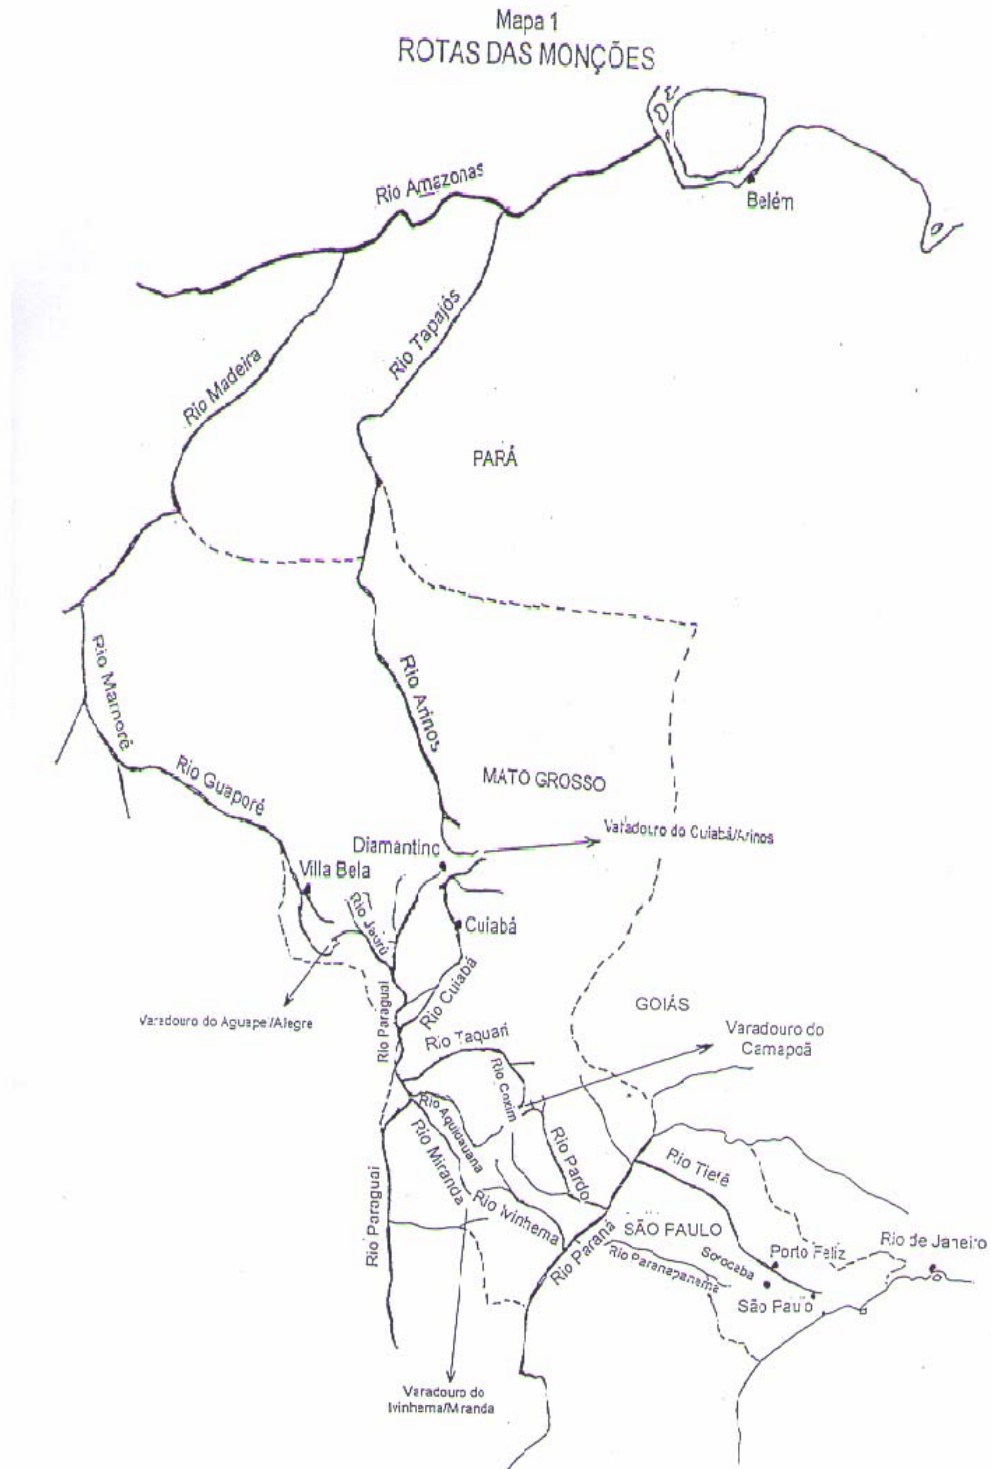 Mapa 1
ROTAS DAS MONÇÕES
Rio Amazonas
Belém
Rio Tapajós
Rio Madeira
PARÁ
Rio Mamoré
Rio Arinos
Rio Guaporé
MATO GROSSO
Varadouro do Cuiabá/Arinos
Diamantino
Villa Bela
Rio Jaurú
Cuiabá
Rio Cuiabá
Rio Paraguai
Varadouro do Aguapeí/Alegre
GOIÁS
Rio Taquari
Varadouro do
Camapoã
Rio Coxim
Rio Aquidauana
Rio Miranda
Rio Pardo
Rio Tietê
Rio Paraguai
Rio Ivinhema
SÃO PAULO
Rio Paraná
Rio Paranapanema
Sorocaba
Porto Feliz
Rio de Janeiro
São Paulo
Varadouro do
Ivinhema/Miranda